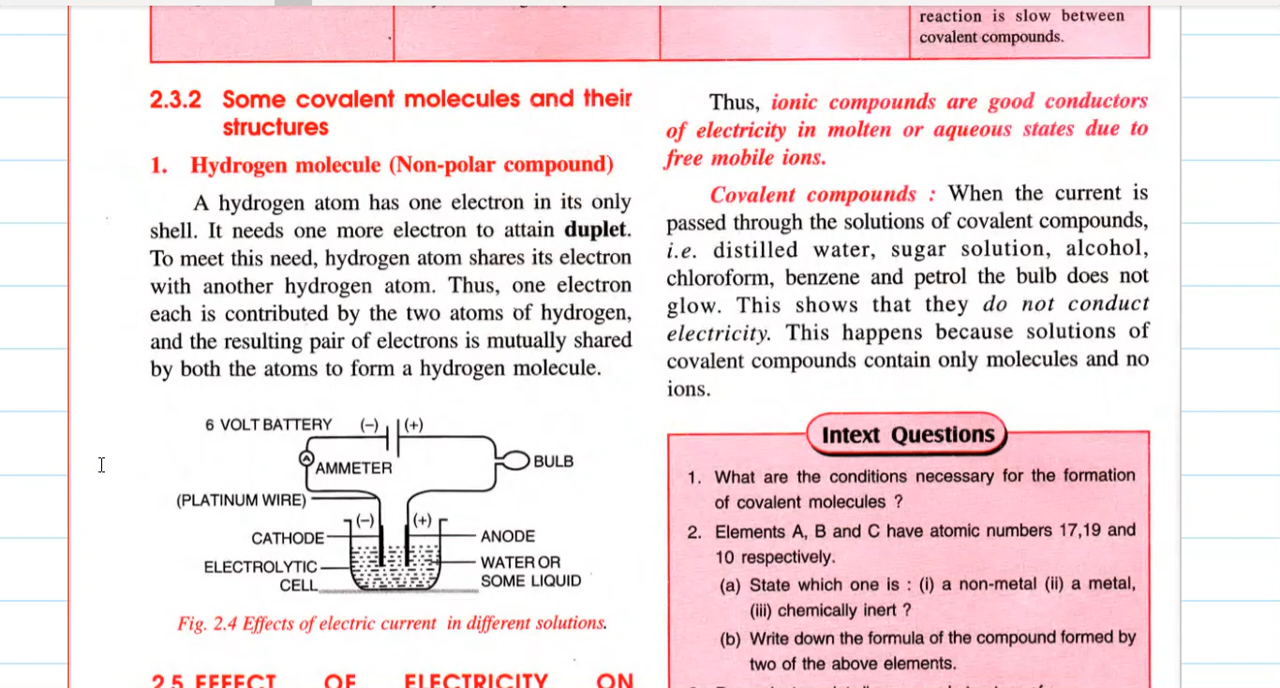 reaction is slow between
covalent compounds.
2.3.2 Some covalent molecules and their
structures
1. Hydrogen molecule (Non-polar compound)
A hydrogen atom has one electron in its only
shell. It needs one more electron to attain duplet.
To meet this need, hydrogen atom shares its electron
with another hydrogen atom. Thus, one electron
each is contributed by the two atoms of hydrogen,
and the resulting pair of electrons is mutually shared
by both the atoms to form a hydrogen molecule.
6 VOLT BATTERY (–) (+)
A
AMMETER
BULB
(PLATINUM WIRE)
(–) (+)
CATHODE
ANODE
ELECTROLYTIC
CELL
WATER OR
SOME LIQUID
Fig. 2.4 Effects of electric current in different solutions.
2.5 EFFECT OF ELECTRICITY ON
Thus, ionic compounds are good conductors
of electricity in molten or aqueous states due to
free mobile ions.
Covalent compounds : When the current is
passed through the solutions of covalent compounds,
i.e. distilled water, sugar solution, alcohol,
chloroform, benzene and petrol the bulb does not
glow. This shows that they do not conduct
electricity. This happens because solutions of
covalent compounds contain only molecules and no
ions.
Intext Questions
1. What are the conditions necessary for the formation
of covalent molecules ?
2. Elements A, B and C have atomic numbers 17,19 and
10 respectively.
(a) State which one is : (i) a non-metal (ii) a metal,
(iii) chemically inert ?
(b) Write down the formula of the compound formed by
two of the above elements.